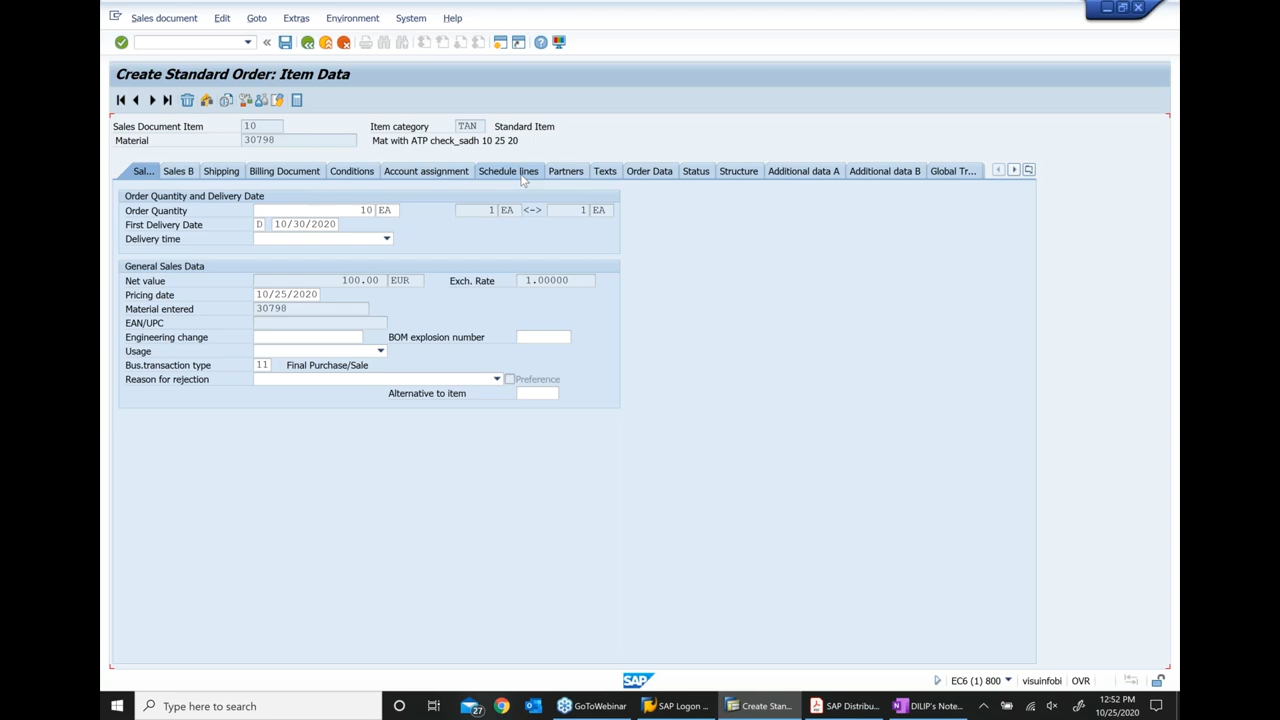 Sales document Edit Goto Extras Environment System Help
Create Standard Order: Item Data
Sales Document Item 10 Item category TAN Standard Item
Material 30798 Mat with ATP check_sadh 10 25 20
Sal... Sales B Shipping Billing Document Conditions Account assignment Schedule lines Partners Texts Order Data Status Structure Additional data A Additional data B Global Tr...
Order Quantity and Delivery Date
Order Quantity 10 EA 1 EA <-> 1 EA
First Delivery Date D 10/30/2020
Delivery time
General Sales Data
Net value 100.00 EUR Exch. Rate 1.00000
Pricing date 10/25/2020
Material entered 30798
EAN/UPC
Engineering change BOM explosion number
Usage
Bus.transaction type 11 Final Purchase/Sale
Reason for rejection Preference
Alternative to item
SAP EC6 (1) 800 visuinfobi OVR
Type here to search 27 GoToWebinar SAP Logon ... Create Stan... SAP Distribu... DILIP's Note... 12:52 PM
10/25/2020